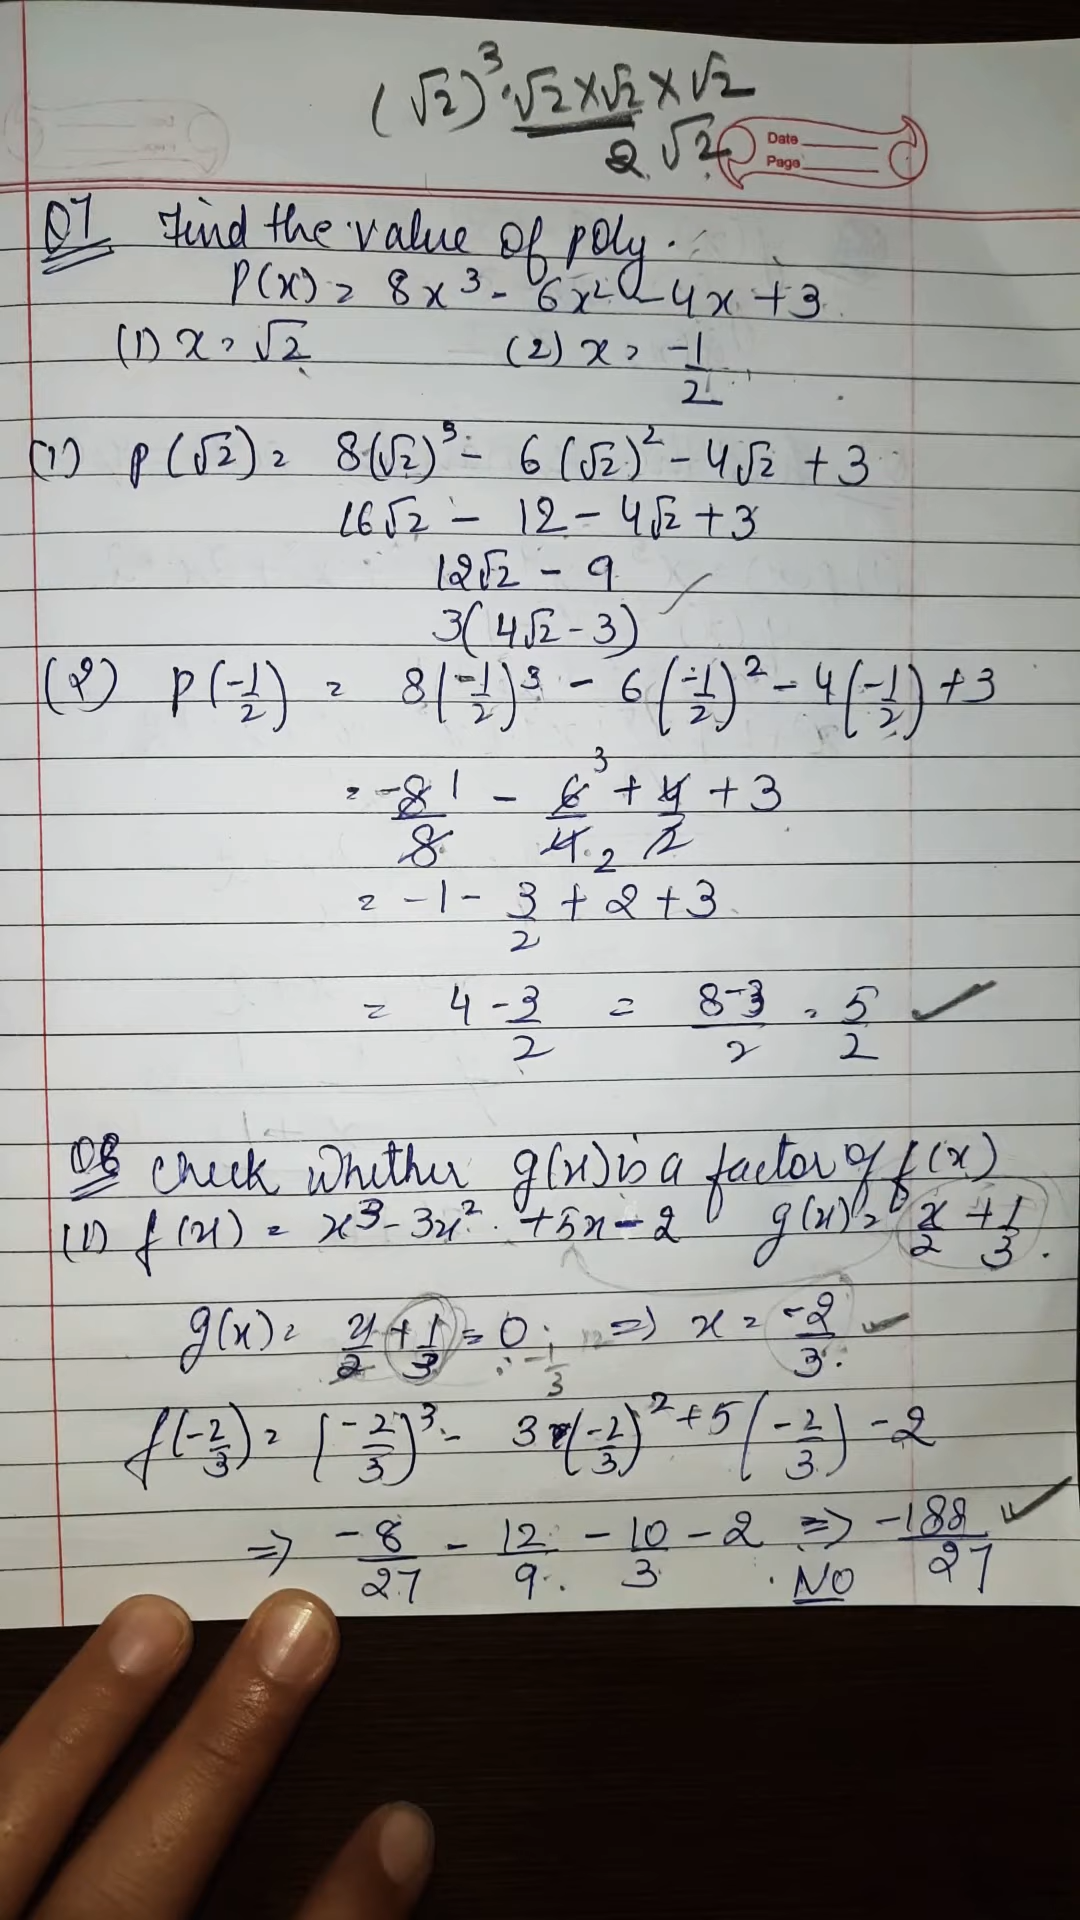 (√2)³ · √2 × √2 × √2
2 √2
Date
Page
Q7 Find the value of poly.
P(x) = 8x³ - 6x² - 4x + 3
(1) x = √2 (2) x = -1/2
(1) p(√2) = 8(√2)³ - 6(√2)² - 4√2 + 3
16√2 - 12 - 4√2 + 3
12√2 - 9
3(4√2 - 3)
(2) P(-1/2) = 8(-1/2)³ - 6(-1/2)² - 4(-1/2) + 3
= -8/8 1 - 6/4 3 2 + 4/2 + 3
= -1 - 3/2 + 2 + 3
= 4 - 3/2 = 8-3/2 = 5/2 ✓
Q8 Check whether g(x) is a factor of f(x)
(1) f(x) = x³ - 3x² + 5x - 2 g(x) = x/2 + 1/3.
g(x) = x/2 + 1/3 = 0 ⇒ x = -2/3. ✓
-1/3
f(-2/3) = (-2/3)³ - 3(-2/3)² + 5(-2/3) - 2
⇒ -8/27 - 12/9 - 10/3 - 2 ⇒ -188/27 ✓
NO